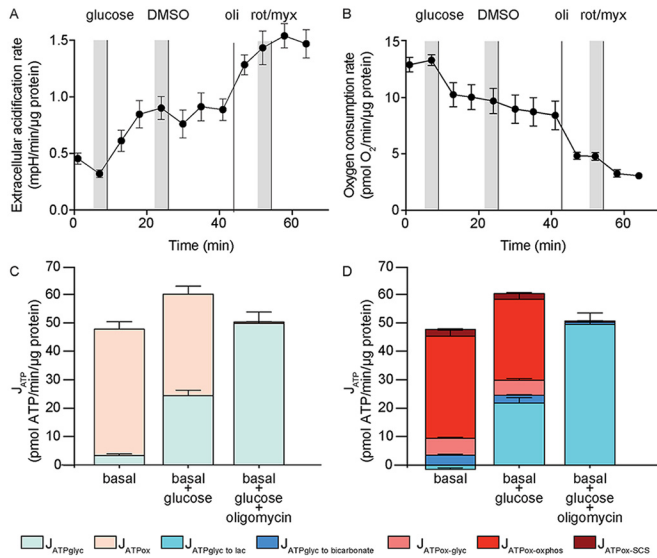 A
glucose DMSO oli rot/myx
Extracellular acidification rate
(mpH/min/µg protein)
1.5
1.0
0.5
0.0
0 20 40 60
Time (min)
B
glucose DMSO oli rot/myx
Oxygen consumption rate
(pmol O2/min/µg protein)
15
10
5
0
0 20 40 60
Time (min)
C
JATP
(pmol ATP/min/µg protein)
70
60
50
40
30
20
10
0
basal
basal
+
glucose
basal
+
glucose
+
oligomycin
D
JATP
(pmol ATP/min/µg protein)
70
60
50
40
30
20
10
0
basal
basal
+
glucose
basal
+
glucose
+
oligomycin
JATPglyc JATPox JATPglyc to lac JATPglyc to bicarbonate JATPox-glyc JATPox-oxphos JATPox-SCS